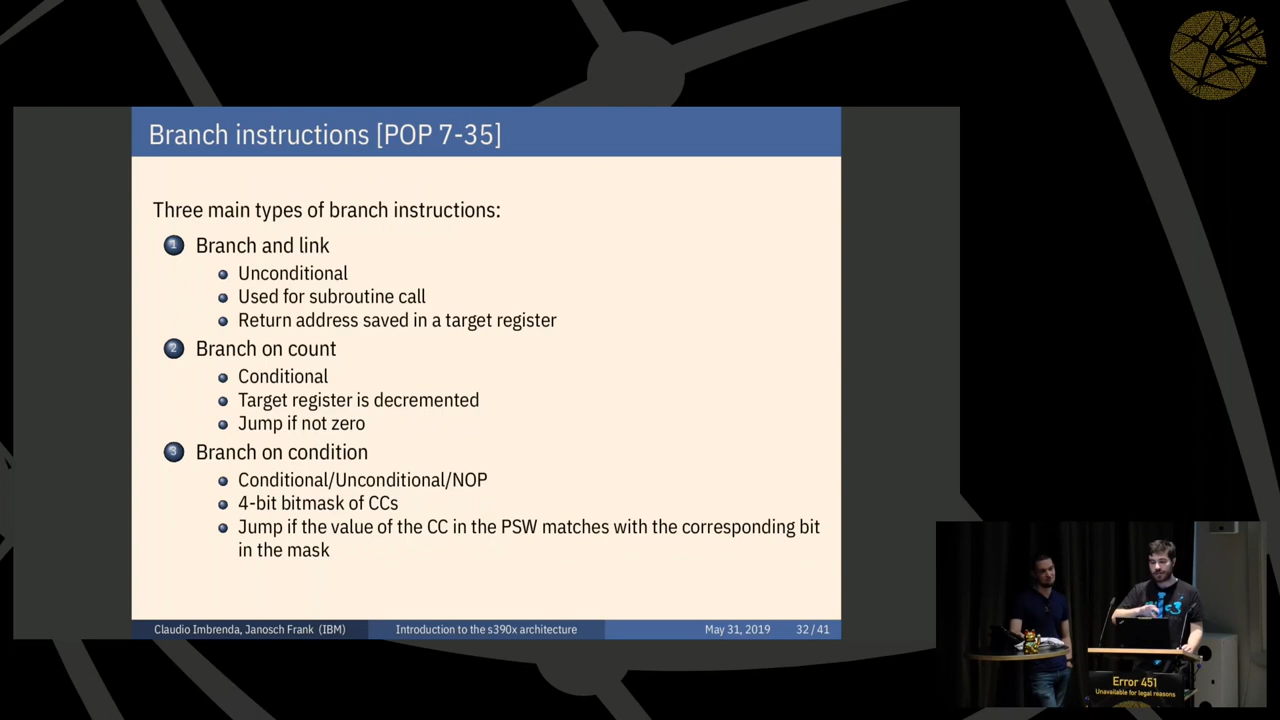 Branch instructions [POP 7-35]
Three main types of branch instructions:
1 Branch and link
Unconditional
Used for subroutine call
Return address saved in a target register
2 Branch on count
Conditional
Target register is decremented
Jump if not zero
3 Branch on condition
Conditional/Unconditional/NOP
4-bit bitmask of CCs
Jump if the value of the CC in the PSW matches with the corresponding bit
in the mask
Claudio Imbrenda, Janosch Frank (IBM) Introduction to the s390x architecture May 31, 2019 32 / 41
Error 451
Unavailable for legal reasons